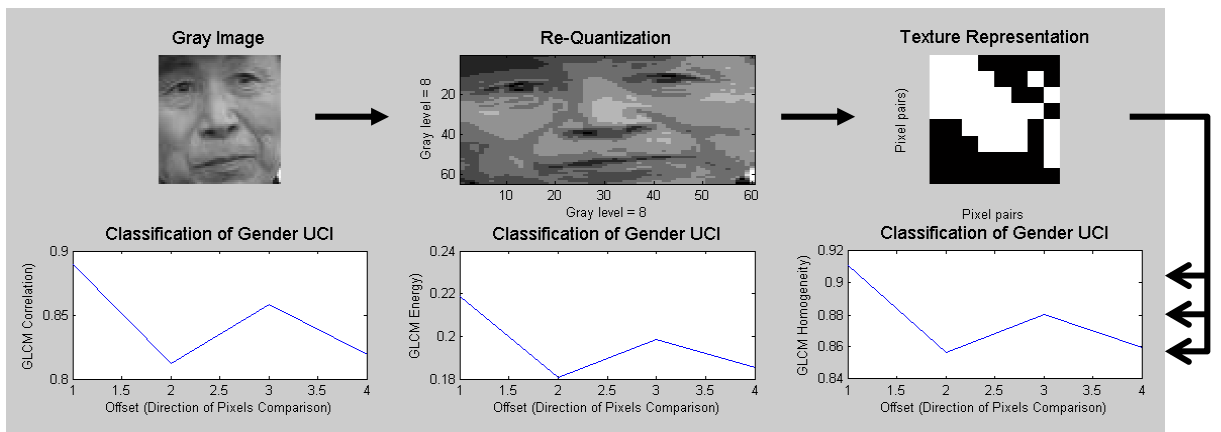 Gray Image
Re-Quantization
Texture Representation
Gray level = 8
20
40
60
10
20
30
40
50
60
Gray level = 8
Pixel pairs)
Pixel pairs
Classification of Gender UCI
GLCM Correlation)
0.9
0.85
0.8
1
1.5
2
2.5
3
3.5
4
Offset (Direction of Pixels Comparison)
Classification of Gender UCI
GLCM Energy)
0.24
0.22
0.2
0.18
1
1.5
2
2.5
3
3.5
4
Offset (Direction of Pixels Comparison)
Classification of Gender UCI
GLCM Homogeneity)
0.92
0.9
0.88
0.86
0.84
1
1.5
2
2.5
3
3.5
4
Offset (Direction of Pixels Comparison)